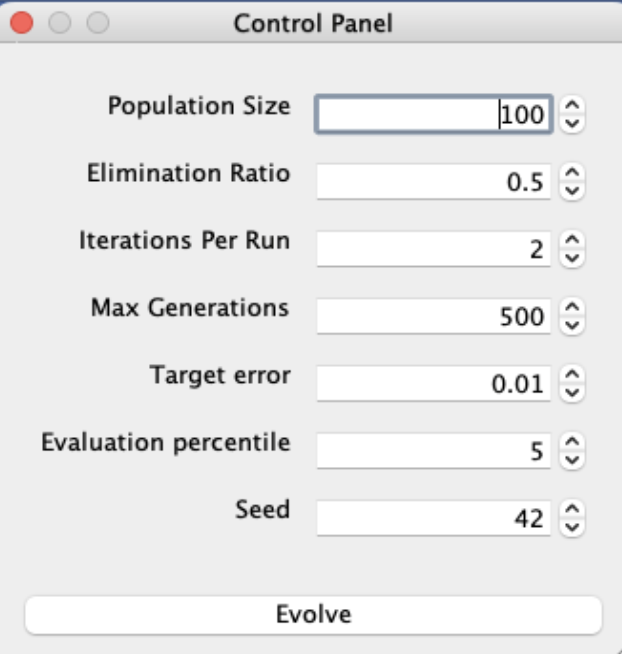 Control Panel
Population Size 100
Elimination Ratio 0.5
Iterations Per Run 2
Max Generations 500
Target error 0.01
Evaluation percentile 5
Seed 42
Evolve